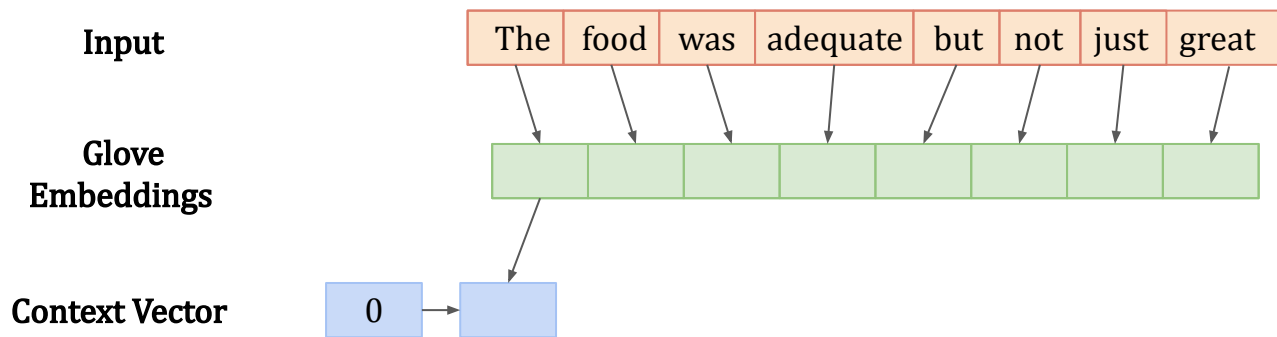 Input The food was adequate but not just great
Glove
Embeddings
Context Vector 0